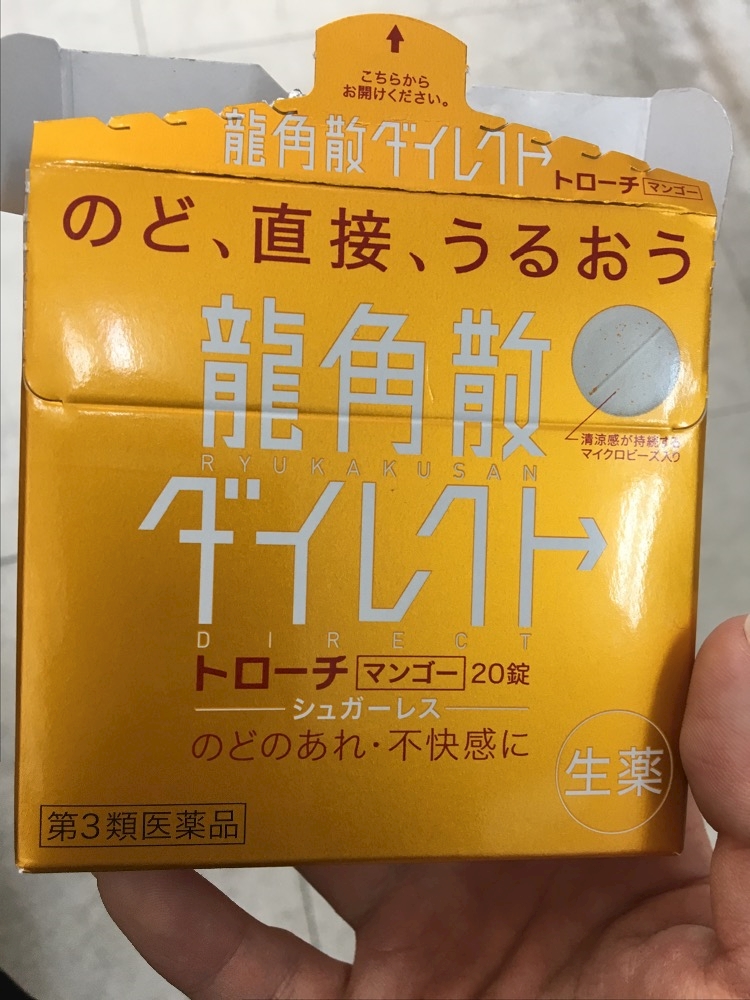 こちらから
お開けください。
龍角散ダイレクト
トローチ マンゴー
のど、直接、うるおう
龍角散
RYUKAKUSAN
清涼感が持続する
マイクロビーズ入り
ダイレクト
DIRECT
トローチ マンゴー 20錠
シュガーレス
のどのあれ・不快感に
生薬
第3類医薬品